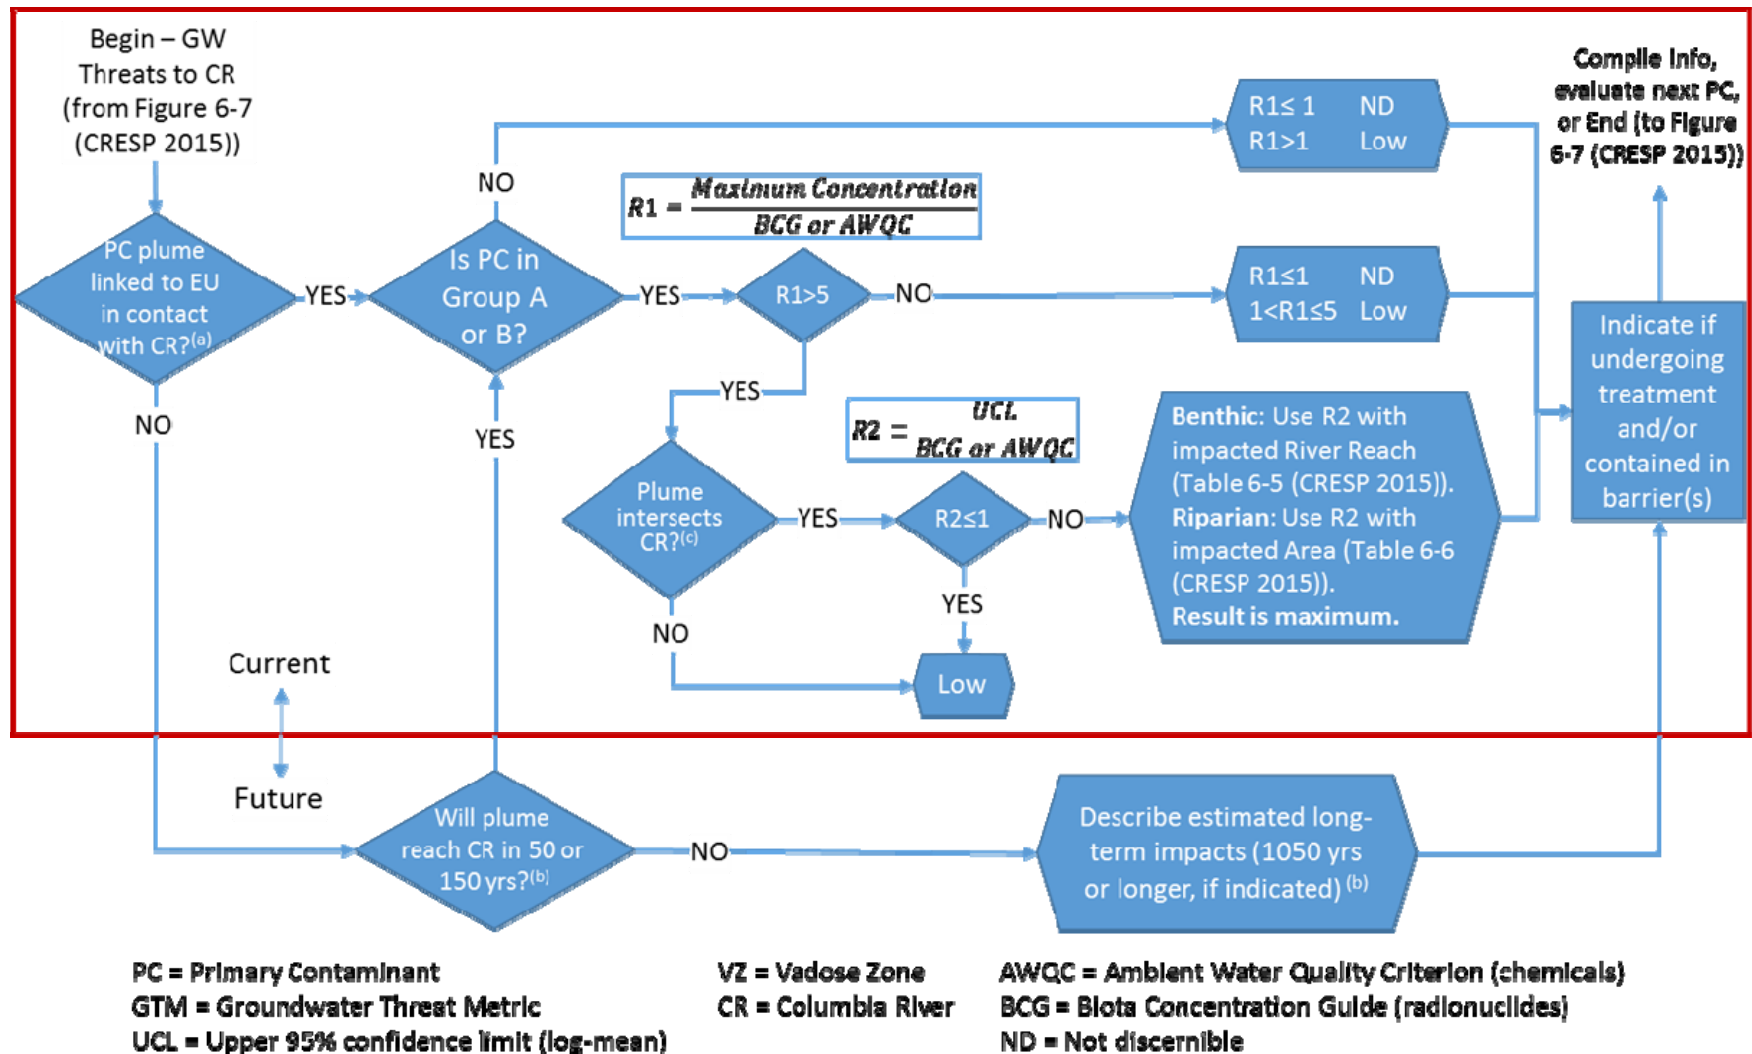 Begin – GW
Threats to CR
(from Figure 6-7
(CRESP 2015))
PC plume
linked to EU
in contact
with CR?(a)
YES
NO
Is PC in
Group A
or B?
NO
YES
YES
R1 = Maximum Concentration
BCG or AWQC
R1>5
NO
YES
R1≤ 1 ND
R1>1 Low
R1≤1 ND
1<R1≤5 Low
Compile Info,
evaluate next PC,
or End (to Figure
6-7 (CRESP 2015))
Indicate if
undergoing
treatment
and/or
contained in
barrier(s)
Plume
intersects
CR?(c)
YES
NO
R2 = UCL
BCG or AWQC
R2≤1
NO
YES
Low
Benthic: Use R2 with
impacted River Reach
(Table 6-5 (CRESP 2015)).
Riparian: Use R2 with
impacted Area (Table 6-6
(CRESP 2015)).
Result is maximum.
Current
Future
Will plume
reach CR in 50 or
150 yrs?(b)
NO
Describe estimated long-
term impacts (1050 yrs
or longer, if indicated) (b)
PC = Primary Contaminant
GTM = Groundwater Threat Metric
UCL = Upper 95% confidence limit (log-mean)
VZ = Vadose Zone
CR = Columbia River
AWQC = Ambient Water Quality Criterion (chemicals)
BCG = Biota Concentration Guide (radionuclides)
ND = Not discernible